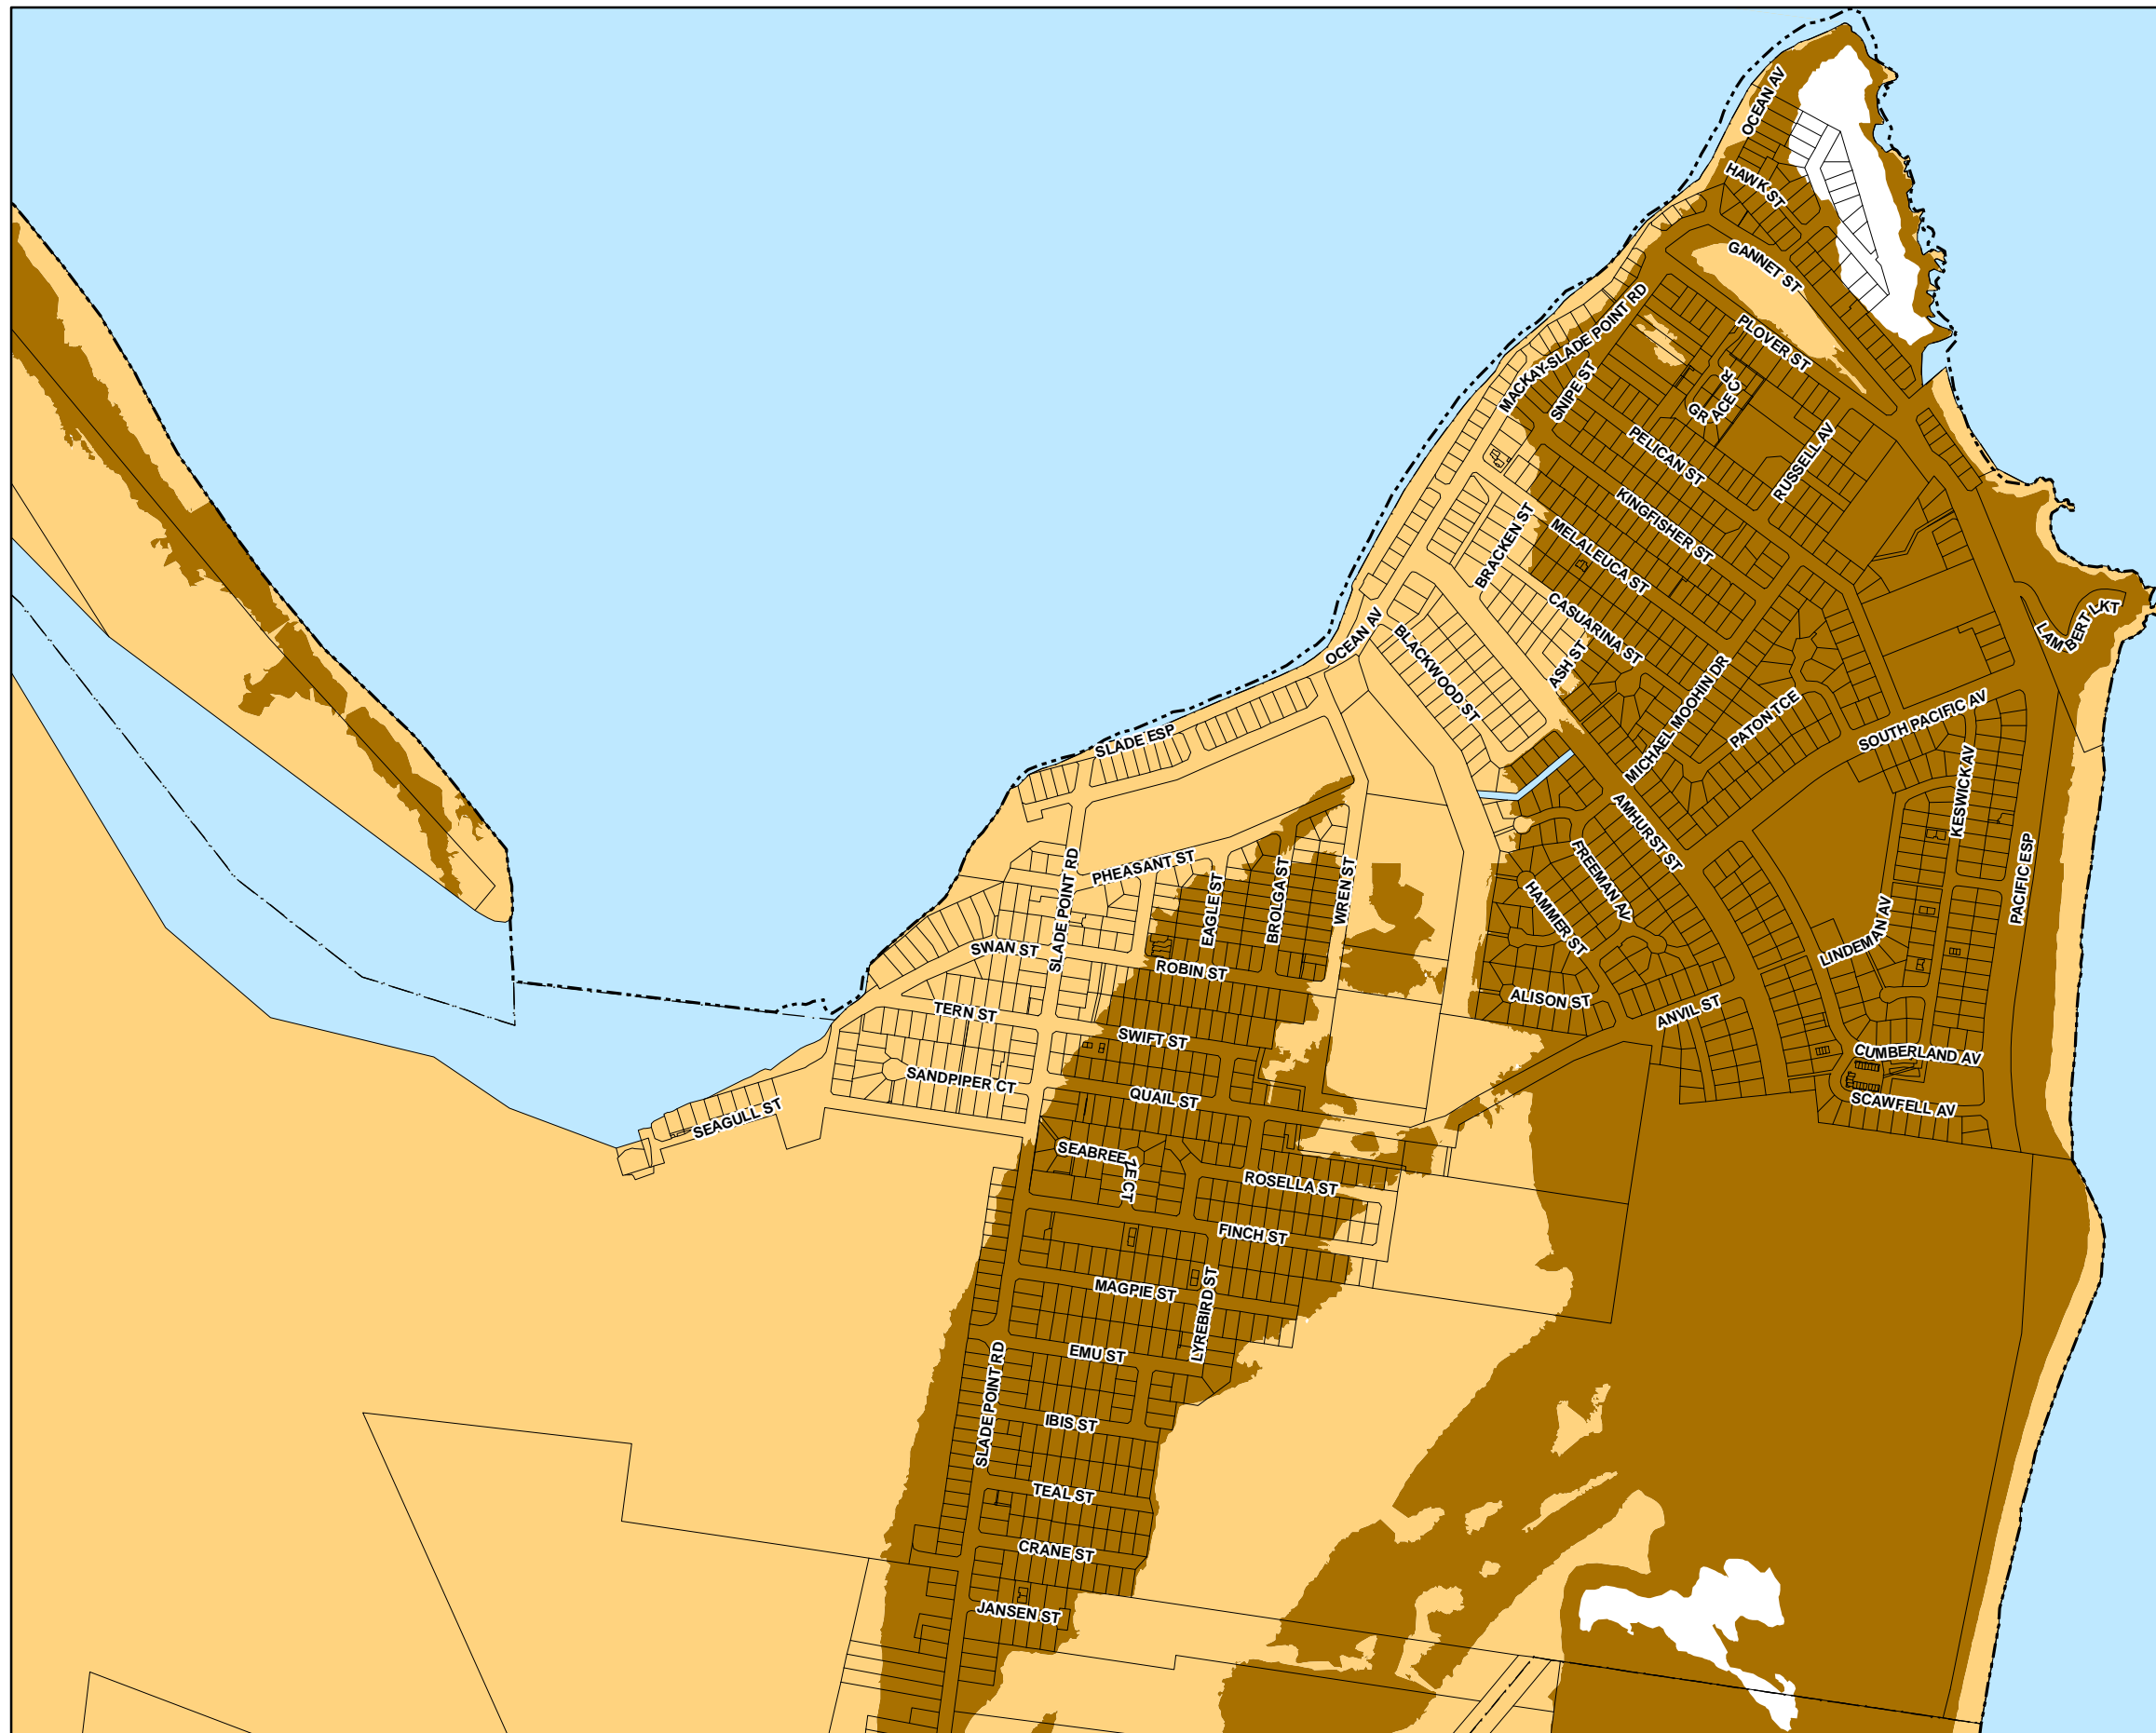 OCEAN AV
HAWK ST
GANNET ST
MACKAY-SLADE POINT RD
PLOVER ST
SNIPE ST
GRACE CR
PELICAN ST
RUSSELL AV
KINGFISHER ST
BRACKEN ST
MELALEUCA ST
CASUARINA ST
LAMBERT LKT
OCEAN AV
BLACKWOOD ST
ASH ST
MICHAEL MOOHIN DR
PATON TCE
SOUTH PACIFIC AV
SLADE ESP
KESWICK AV
AMHURST ST
PACIFIC ESP
PHEASANT ST
SLADE POINT RD
EAGLE ST
BROLGA ST
WREN ST
FREEMAN AV
HAMMER ST
LINDEMAN AV
SWAN ST
ROBIN ST
ALISON ST
ANVIL ST
TERN ST
SWIFT ST
CUMBERLAND AV
SANDPIPER CT
QUAIL ST
SCAWFELL AV
SEAGULL ST
SEABREEZE CT
ROSELLA ST
FINCH ST
MAGPIE ST
LYREBIRD ST
EMU ST
SLADE POINT RD
IBIS ST
TEAL ST
CRANE ST
JANSEN ST